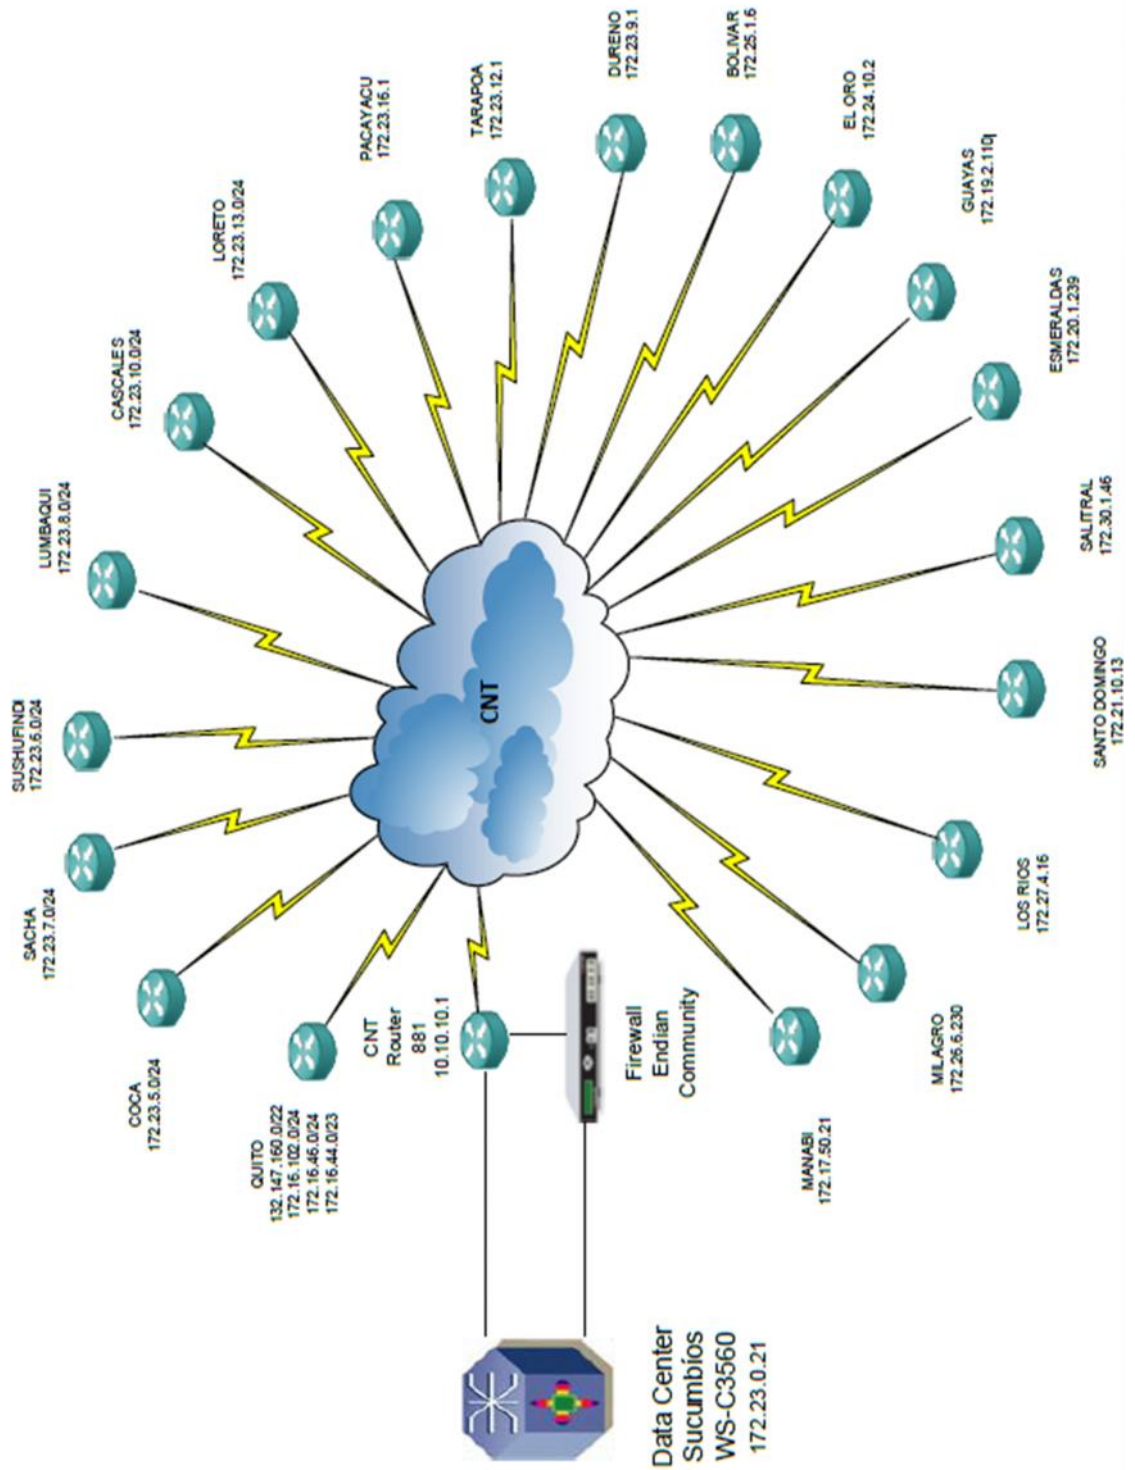 DURENO
172.23.9.1
BOLIVAR
172.25.1.6
TARAPOA
172.23.12.1
EL ORO
172.24.10.2
PACAYACU
172.23.16.1
GUAYAS
172.19.2.110
LORETO
172.23.13.0/24
ESMERALDAS
172.20.1.239
CASCALES
172.23.10.0/24
SALITRAL
172.30.1.46
LUMBAQUI
172.23.8.0/24
SANTO DOMINGO
172.21.10.13
SUSHUFINDI
172.23.6.0/24
CNT
LOS RIOS
172.27.4.16
SACHA
172.23.7.0/24
MILAGRO
172.26.6.230
COCA
172.23.5.0/24
MANABI
172.17.50.21
QUITO
132.147.160.0/22
172.16.102.0/24
172.16.46.0/24
172.16.44.0/23
CNT
Router
881
10.10.10.1
Firewall
Endian
Community
Data Center
Sucumbíos
WS-C3560
172.23.0.21